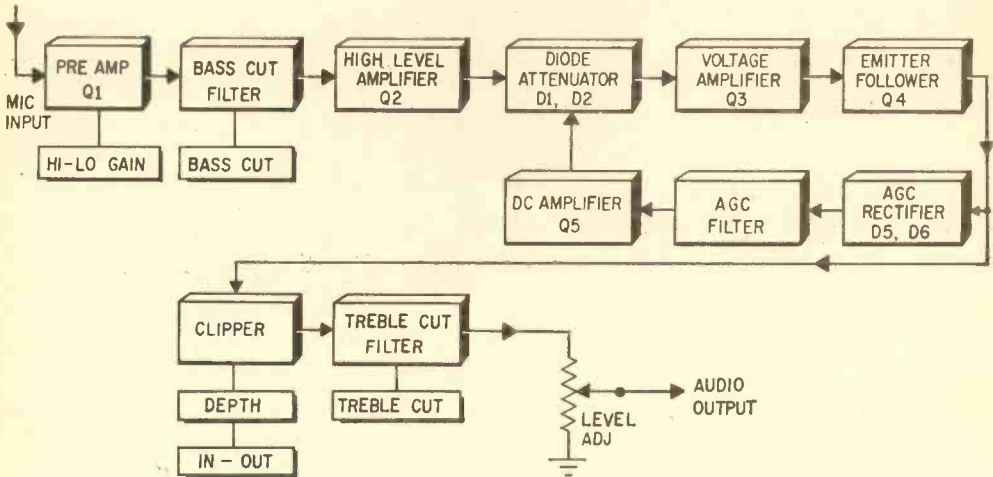 MIC
INPUT
PRE AMP
Q1
HI-LO GAIN
BASS CUT
FILTER
BASS CUT
HIGH LEVEL
AMPLIFIER
Q2
DIODE
ATTENUATOR
D1, D2
VOLTAGE
AMPLIFIER
Q3
EMITTER
FOLLOWER
Q4
DC AMPLIFIER
Q5
AGC
FILTER
AGC
RECTIFIER
D5, D6
CLIPPER
DEPTH
IN - OUT
TREBLE CUT
FILTER
TREBLE CUT
LEVEL
ADJ
AUDIO
OUTPUT